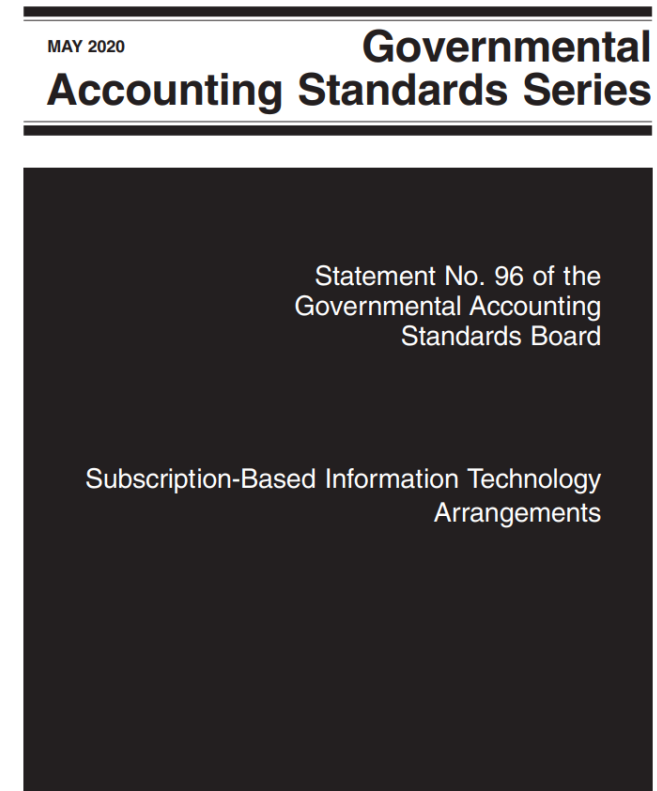 MAY 2020
Governmental
Accounting Standards Series
Statement No. 96 of the
Governmental Accounting
Standards Board
Subscription-Based Information Technology
Arrangements